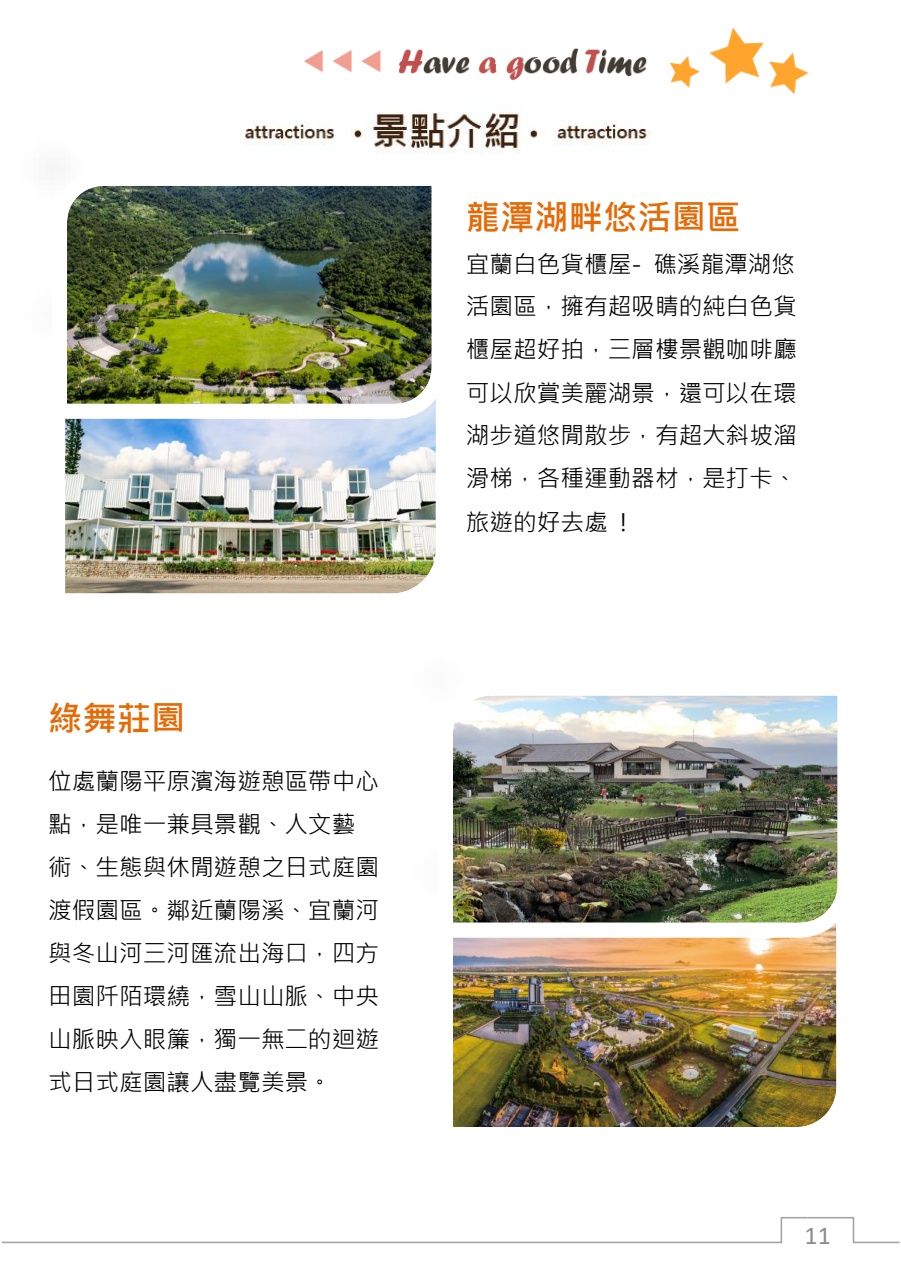 Have a good Time
attractions ・景點介紹・ attractions
龍潭湖畔悠活園區
宜蘭白色貨櫃屋- 礁溪龍潭湖悠
活園區，擁有超吸睛的純白色貨
櫃屋超好拍，三層樓景觀咖啡廳
可以欣賞美麗湖景，還可以在環
湖步道悠閒散步，有超大斜坡溜
滑梯，各種運動器材，是打卡、
旅遊的好去處！
綠舞莊園
位處蘭陽平原濱海遊憩區帶中心
點，是唯一兼具景觀、人文藝
術、生態與休閒遊憩之日式庭園
渡假園區。鄰近蘭陽溪、宜蘭河
與冬山河三河匯流出海口，四方
田園阡陌環繞，雪山山脈、中央
山脈映入眼簾，獨一無二的迴遊
式日式庭園讓人盡覽美景。
11